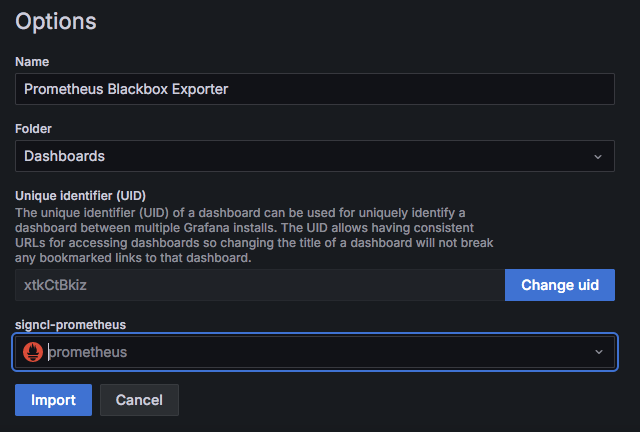 Options
Name
Prometheus Blackbox Exporter
Folder
Dashboards
Unique identifier (UID)
The unique identifier (UID) of a dashboard can be used for uniquely identify a
dashboard between multiple Grafana installs. The UID allows having consistent
URLs for accessing dashboards so changing the title of a dashboard will not break
any bookmarked links to that dashboard.
xtkCtBkiz
Change uid
signcl-prometheus
prometheus
Import
Cancel